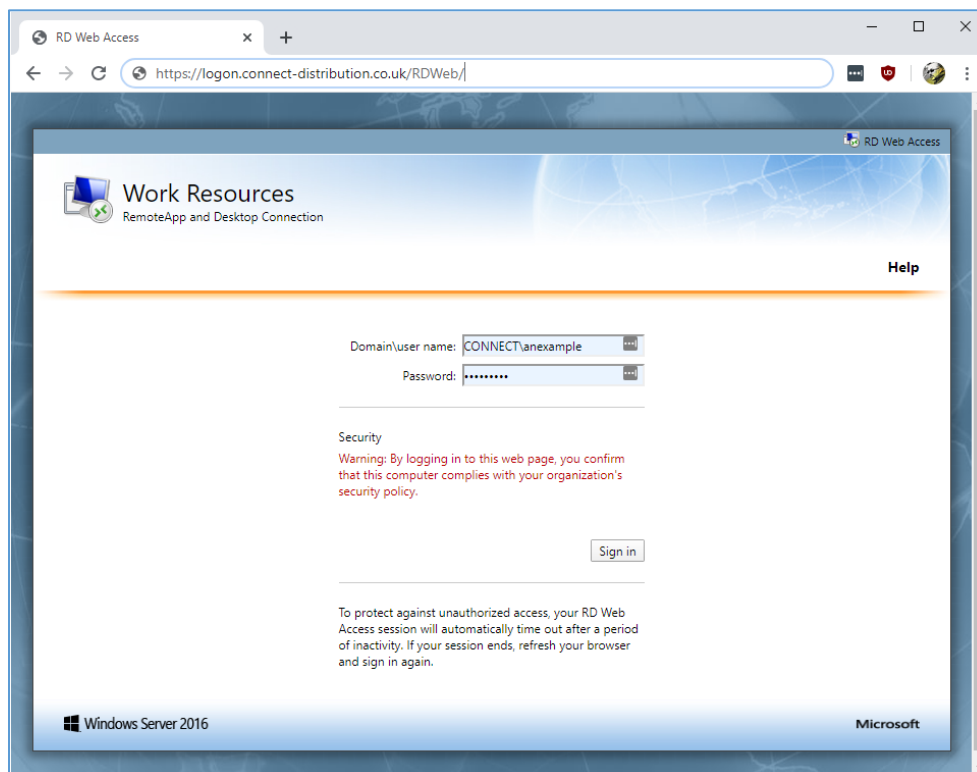 RD Web Access
https://logon.connect-distribution.co.uk/RDWeb/
RD Web Access
Work Resources
RemoteApp and Desktop Connection
Help
Domain\user name: CONNECT\anexample
Password: •••••••••
Security
Warning: By logging in to this web page, you confirm
that this computer complies with your organization's
security policy.
Sign in
To protect against unauthorized access, your RD Web
Access session will automatically time out after a period
of inactivity. If your session ends, refresh your browser
and sign in again.
Windows Server 2016
Microsoft